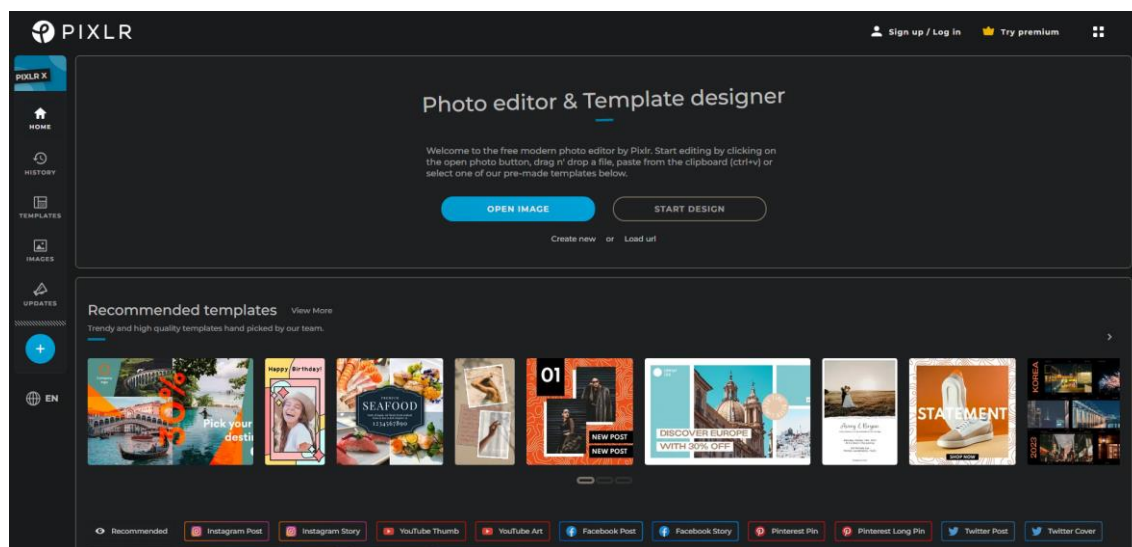 PIXLR
Sign up / Log in
Try premium
PIXLR X
HOME
HISTORY
TEMPLATES
IMAGES
UPDATES
+
EN
Photo editor & Template designer
Welcome to the free modern photo editor by Pixlr. Start editing by clicking on
the open photo button, drag n' drop a file, paste from the clipboard (ctrl+v) or
select one of our pre-made templates below.
OPEN IMAGE
START DESIGN
Create new or Load url
Recommended templates View More
Trendy and high quality templates hand picked by our team.
30%
Pick your
desti
Happy Birthday!
SEAFOOD
1234567890
01
NEW POST
NEW POST
DISCOVER EUROPE
WITH 30% OFF
STATEMENT
SHOP NOW
KOREA
2023
Recommended
Instagram Post
Instagram Story
YouTube Thumb
YouTube Art
Facebook Post
Facebook Story
Pinterest Pin
Pinterest Long Pin
Twitter Post
Twitter Cover